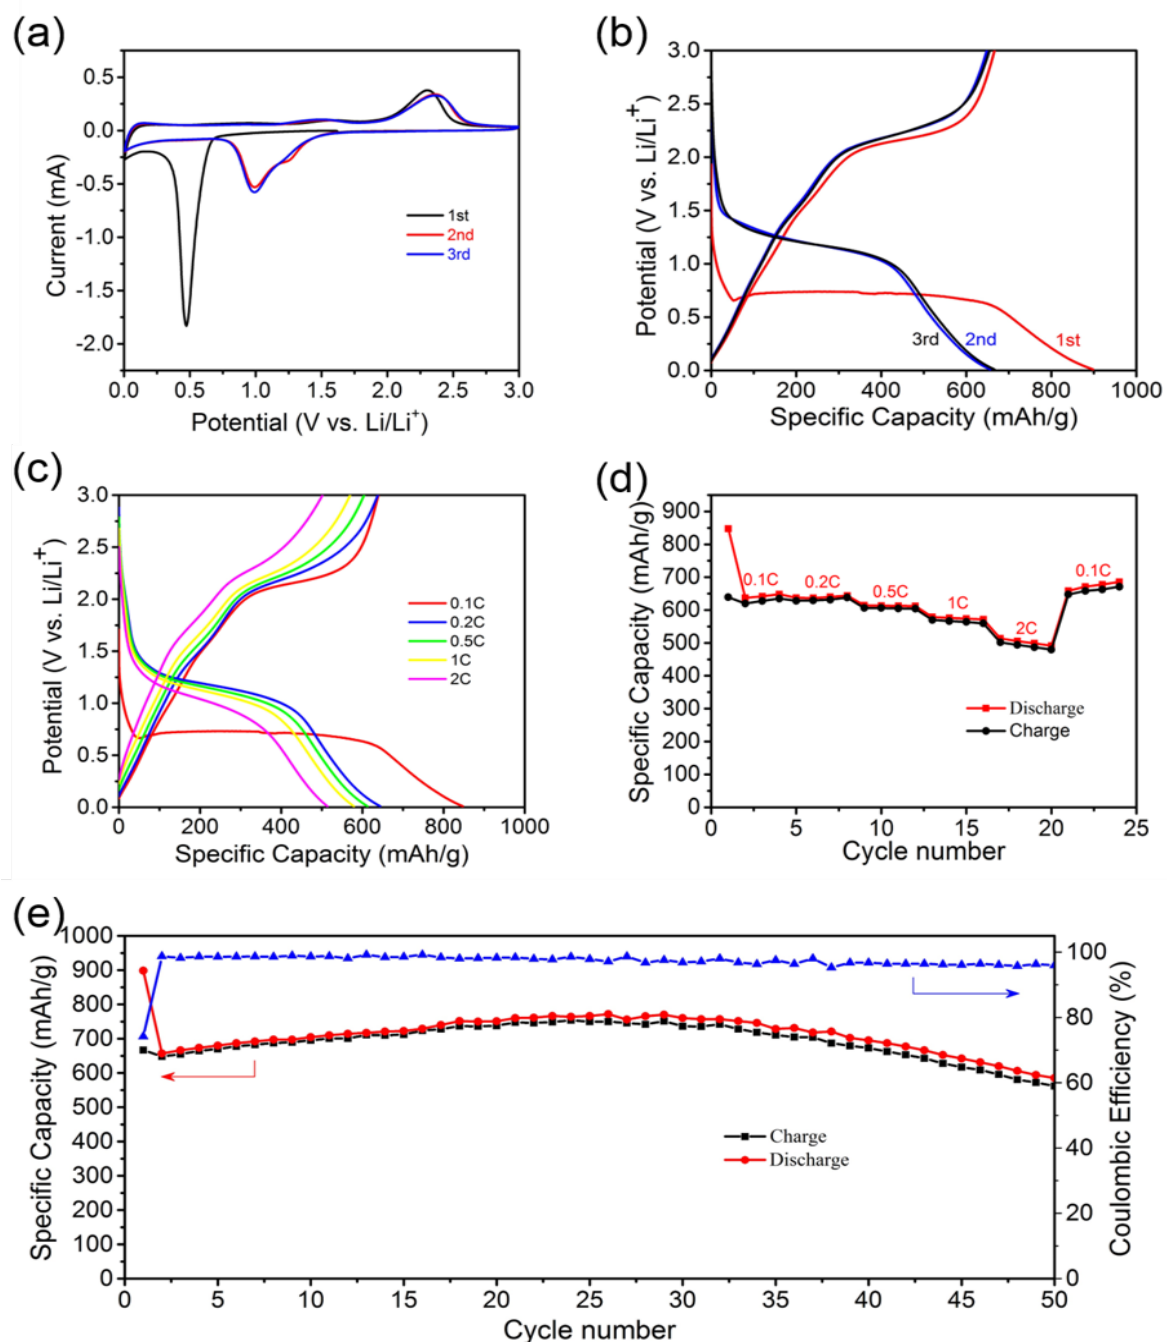 (a)
0.5
0.0
-0.5
-1.0
-1.5
-2.0
Current (mA)
1st
2nd
3rd
0.0 0.5 1.0 1.5 2.0 2.5 3.0
Potential (V vs. Li/Li+)
(b)
3.0
2.5
2.0
1.5
1.0
0.5
0.0
Potential (V vs. Li/Li+)
3rd 2nd 1st
0 200 400 600 800 1000
Specific Capacity (mAh/g)
(c)
3.0
2.5
2.0
1.5
1.0
0.5
0.0
Potential (V vs. Li/Li+)
0.1C
0.2C
0.5C
1C
2C
0 200 400 600 800 1000
Specific Capacity (mAh/g)
(d)
900
800
700
600
500
400
300
200
100
0
Specific Capacity (mAh/g)
0.1C 0.2C 0.5C 1C 2C 0.1C
Discharge
Charge
0 5 10 15 20 25
Cycle number
(e)
1000
900
800
700
600
500
400
300
200
100
0
Specific Capacity (mAh/g)
Charge
Discharge
100
80
60
40
20
0
Coulombic Efficiency (%)
0 5 10 15 20 25 30 35 40 45 50
Cycle number